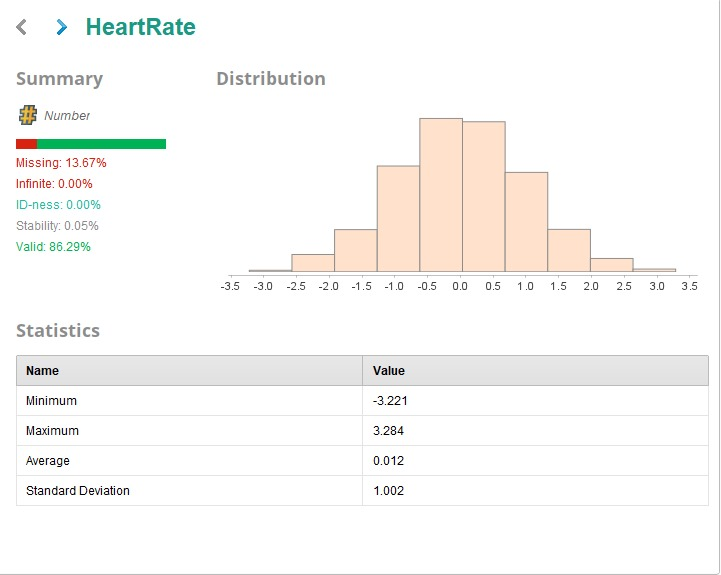 HeartRate
Summary
Distribution
# Number
Missing: 13.67%
Infinite: 0.00%
ID-ness: 0.00%
Stability: 0.05%
Valid: 86.29%
-3.5 -3.0 -2.5 -2.0 -1.5 -1.0 -0.5 0.0 0.5 1.0 1.5 2.0 2.5 3.0 3.5
Statistics
Name Value
Minimum -3.221
Maximum 3.284
Average 0.012
Standard Deviation 1.002